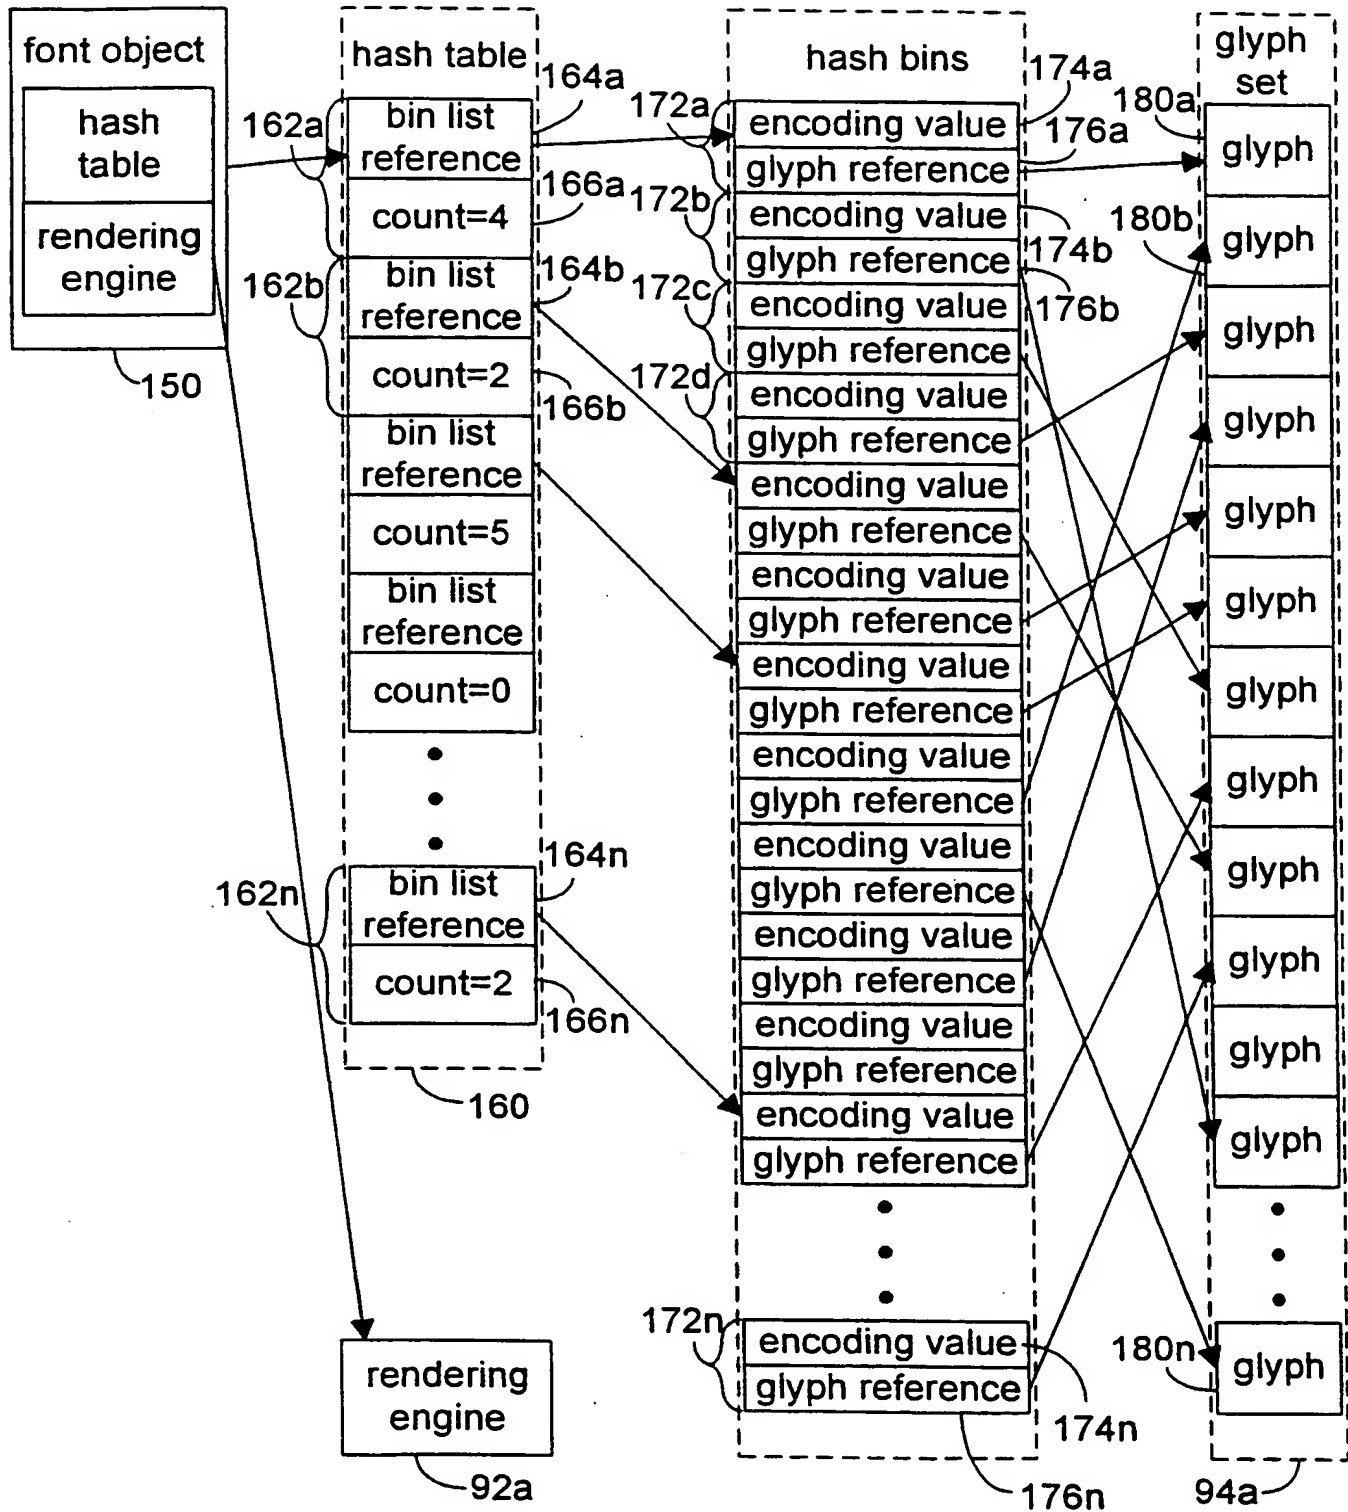 font object
hash
table
rendering
engine
150
hash table
162a
bin list
reference
164a
count=4
166a
162b
bin list
reference
164b
count=2
166b
bin list
reference
count=5
bin list
reference
count=0
162n
bin list
reference
164n
count=2
166n
160
rendering
engine
92a
hash bins
172a
encoding value
174a
glyph reference
176a
172b
encoding value
174b
glyph reference
176b
172c
encoding value
glyph reference
172d
encoding value
glyph reference
encoding value
glyph reference
encoding value
glyph reference
encoding value
glyph reference
encoding value
glyph reference
encoding value
glyph reference
encoding value
glyph reference
encoding value
glyph reference
encoding value
glyph reference
172n
encoding value
174n
glyph reference
176n
glyph
set
180a
glyph
glyph
180b
glyph
glyph
glyph
glyph
glyph
glyph
glyph
glyph
glyph
glyph
180n
glyph
94a